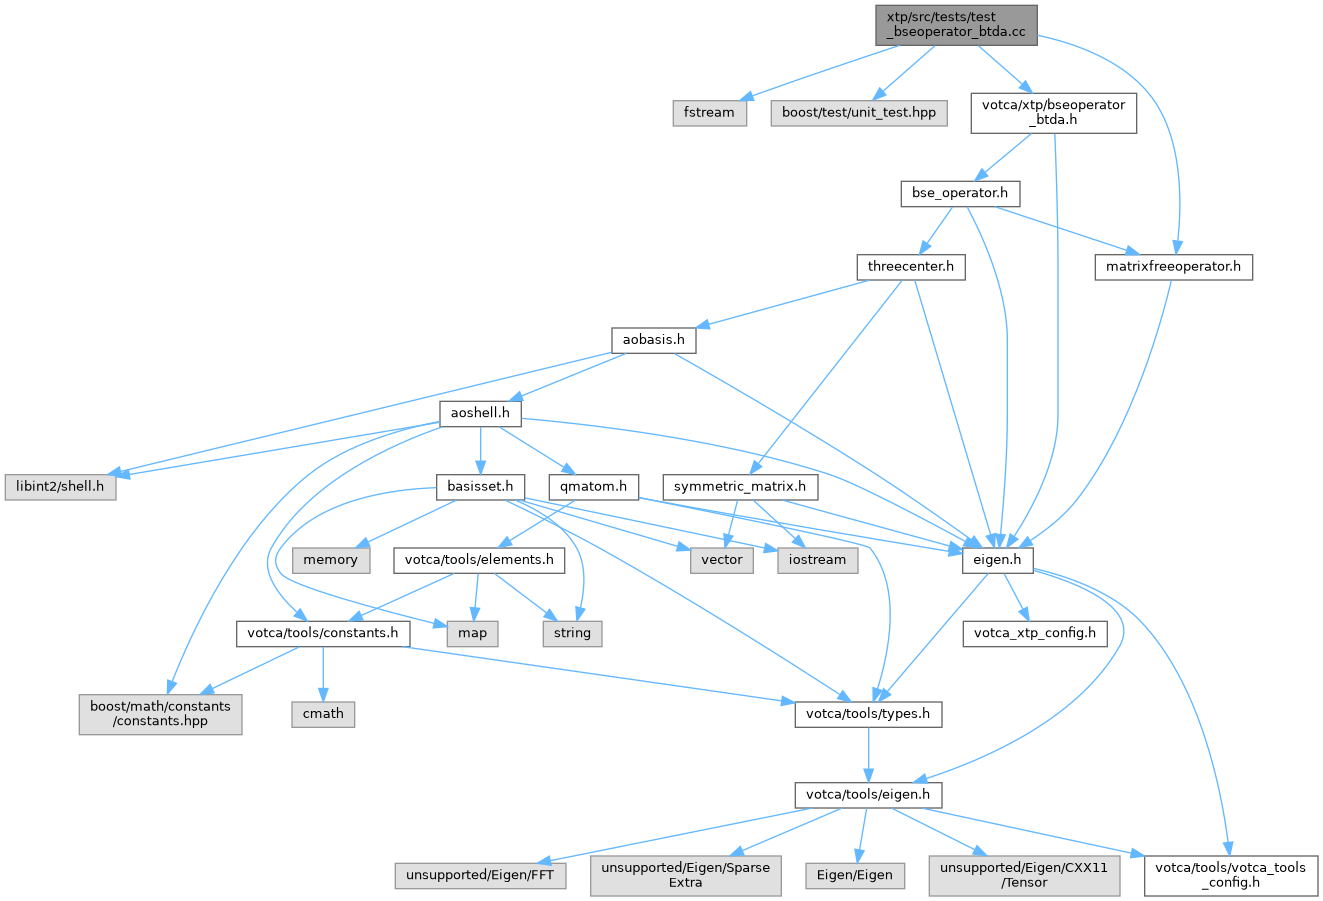 xtp/src/tests/test
_bseoperator_btda.cc
fstream
boost/test/unit_test.hpp
votca/xtp/bseoperator
_btda.h
bse_operator.h
threecenter.h
matrixfreeoperator.h
aobasis.h
aoshell.h
libint2/shell.h
basisset.h
qmatom.h
symmetric_matrix.h
memory
votca/tools/elements.h
vector
iostream
eigen.h
votca/tools/constants.h
map
string
votca_xtp_config.h
boost/math/constants
/constants.hpp
cmath
votca/tools/types.h
votca/tools/eigen.h
unsupported/Eigen/FFT
unsupported/Eigen/Sparse
Extra
Eigen/Eigen
unsupported/Eigen/CXX11
/Tensor
votca/tools/votca_tools
_config.h